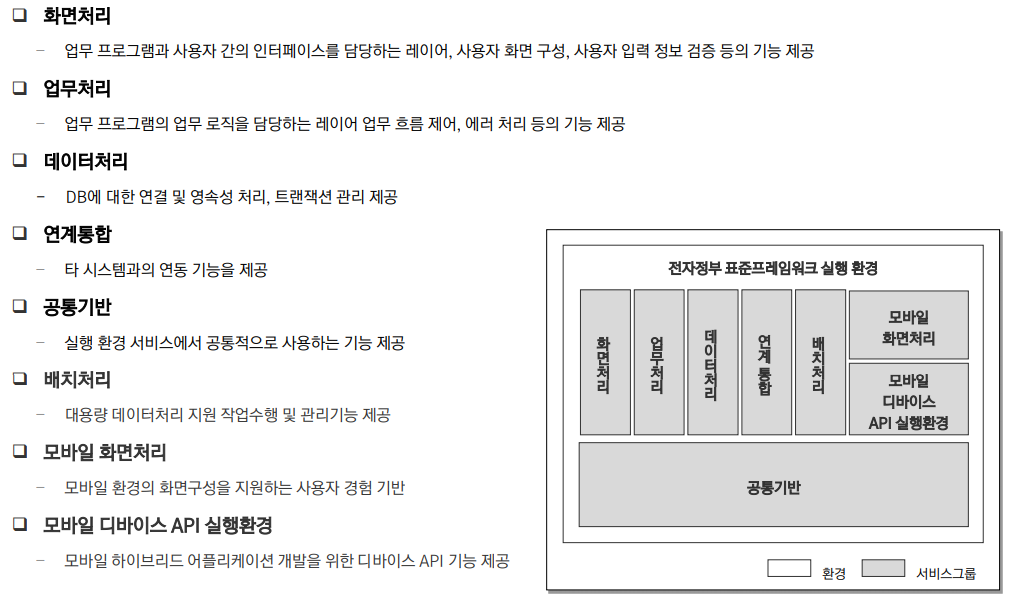 ❑ 화면처리
– 업무 프로그램과 사용자 간의 인터페이스를 담당하는 레이어, 사용자 화면 구성, 사용자 입력 정보 검증 등의 기능 제공
❑ 업무처리
– 업무 프로그램의 업무 로직을 담당하는 레이어 업무 흐름 제어, 에러 처리 등의 기능 제공
❑ 데이터처리
– DB에 대한 연결 및 영속성 처리, 트랜잭션 관리 제공
❑ 연계통합
– 타 시스템과의 연동 기능을 제공
❑ 공통기반
– 실행 환경 서비스에서 공통적으로 사용하는 기능 제공
❑ 배치처리
– 대용량 데이터처리 지원 작업수행 및 관리기능 제공
❑ 모바일 화면처리
– 모바일 환경의 화면구성을 지원하는 사용자 경험 기반
❑ 모바일 디바이스 API 실행환경
– 모바일 하이브리드 어플리케이션 개발을 위한 디바이스 API 기능 제공
전자정부 표준프레임워크 실행 환경
화면처리
업무처리
데이터처리
연계 통합
배치처리
모바일
화면처리
모바일
디바이스
API 실행환경
공통기반
환경
서비스그룹